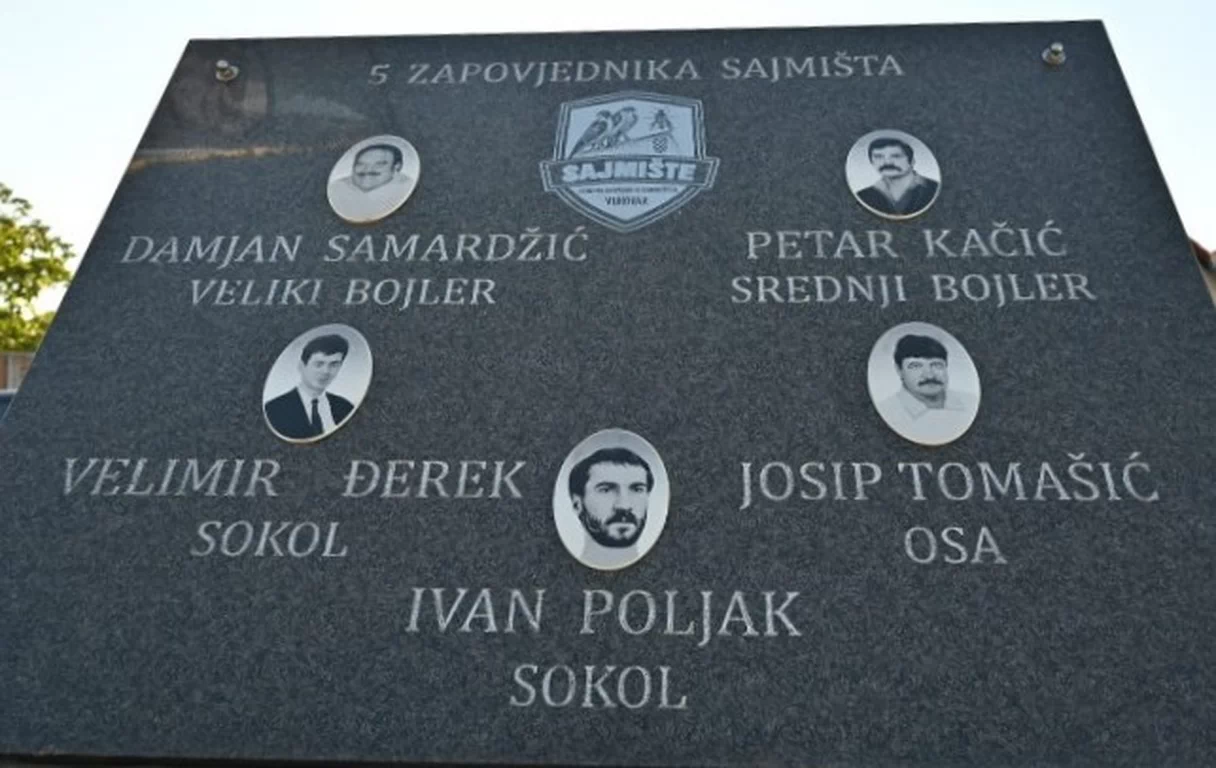 5 ZAPOVJEDNIKA SAJMIŠTA
SAJMIŠTE
VUKOVAR
DAMJAN SAMARDŽIĆ
VELIKI BOJLER
PETAR KAČIĆ
SREDNJI BOJLER
VELIMIR ĐEREK
SOKOL
JOSIP TOMAŠIĆ
OSA
IVAN POLJAK
SOKOL